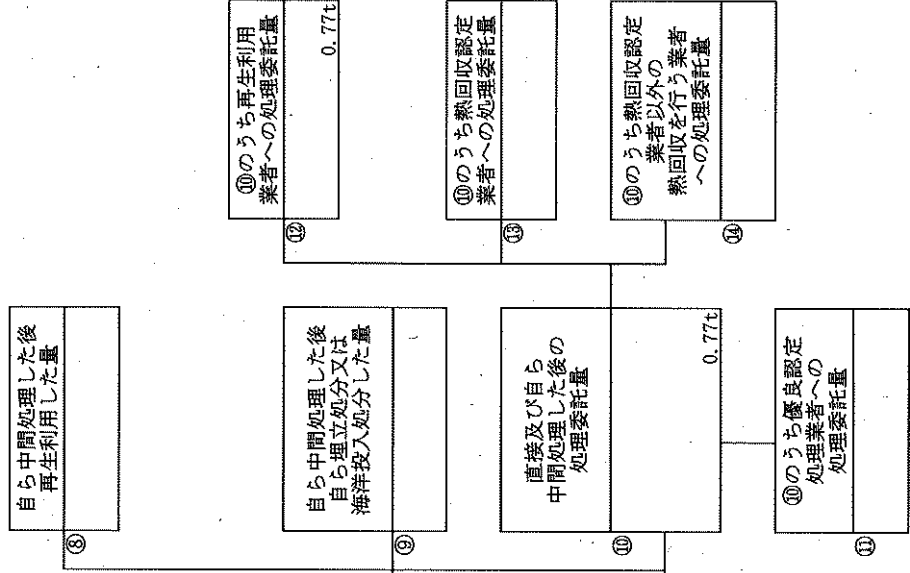 ⑧
自ら中間処理した後
再生利用した量
⑨
自ら中間処理した後
自ら埋立処分又は
海洋投入処分した量
⑩
直接及び自ら
中間処理した後の
処理委託量
0.77t
⑪
⑩のうち優良認定
処理業者への
処理委託量
⑫
⑩のうち再生利用
業者への処理委託量
0.77t
⑬
⑩のうち熱回収認定
業者への処理委託量
⑭
⑩のうち熱回収認定
業者以外の
熱回収を行う業者
への処理委託量